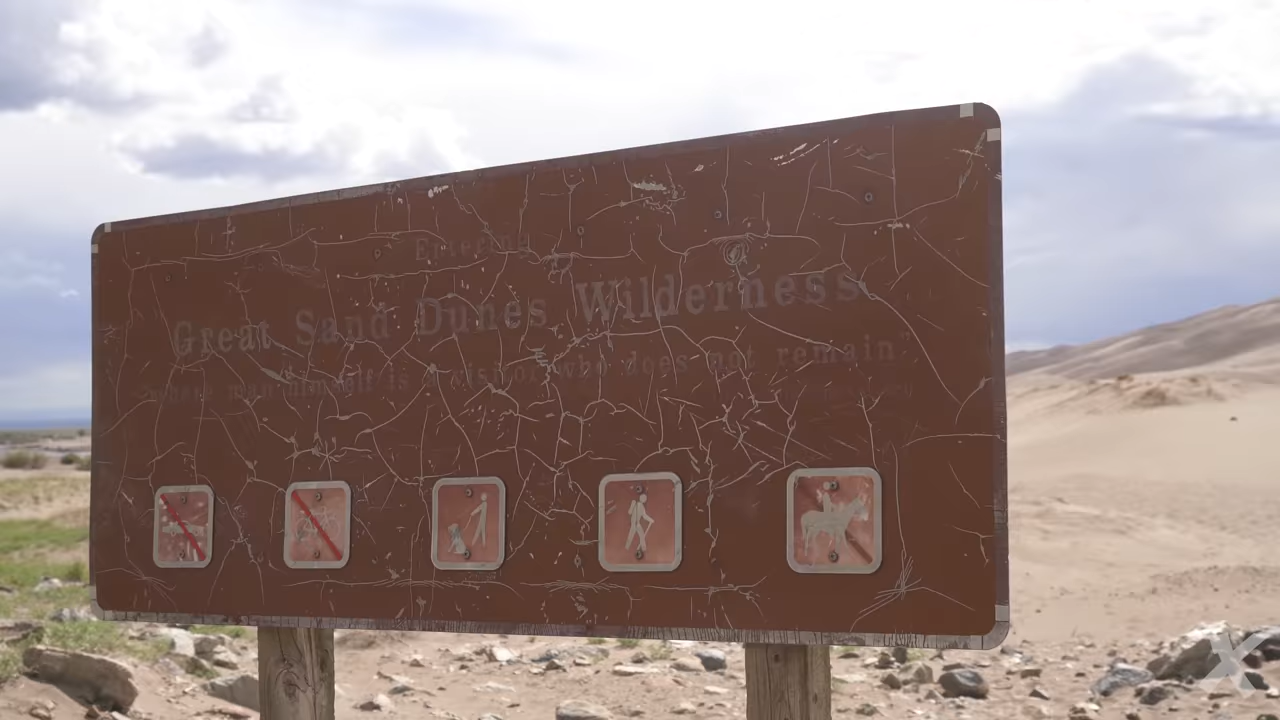 Entering
Great Sand Dunes Wilderness
"where man himself is a visitor who does not remain"